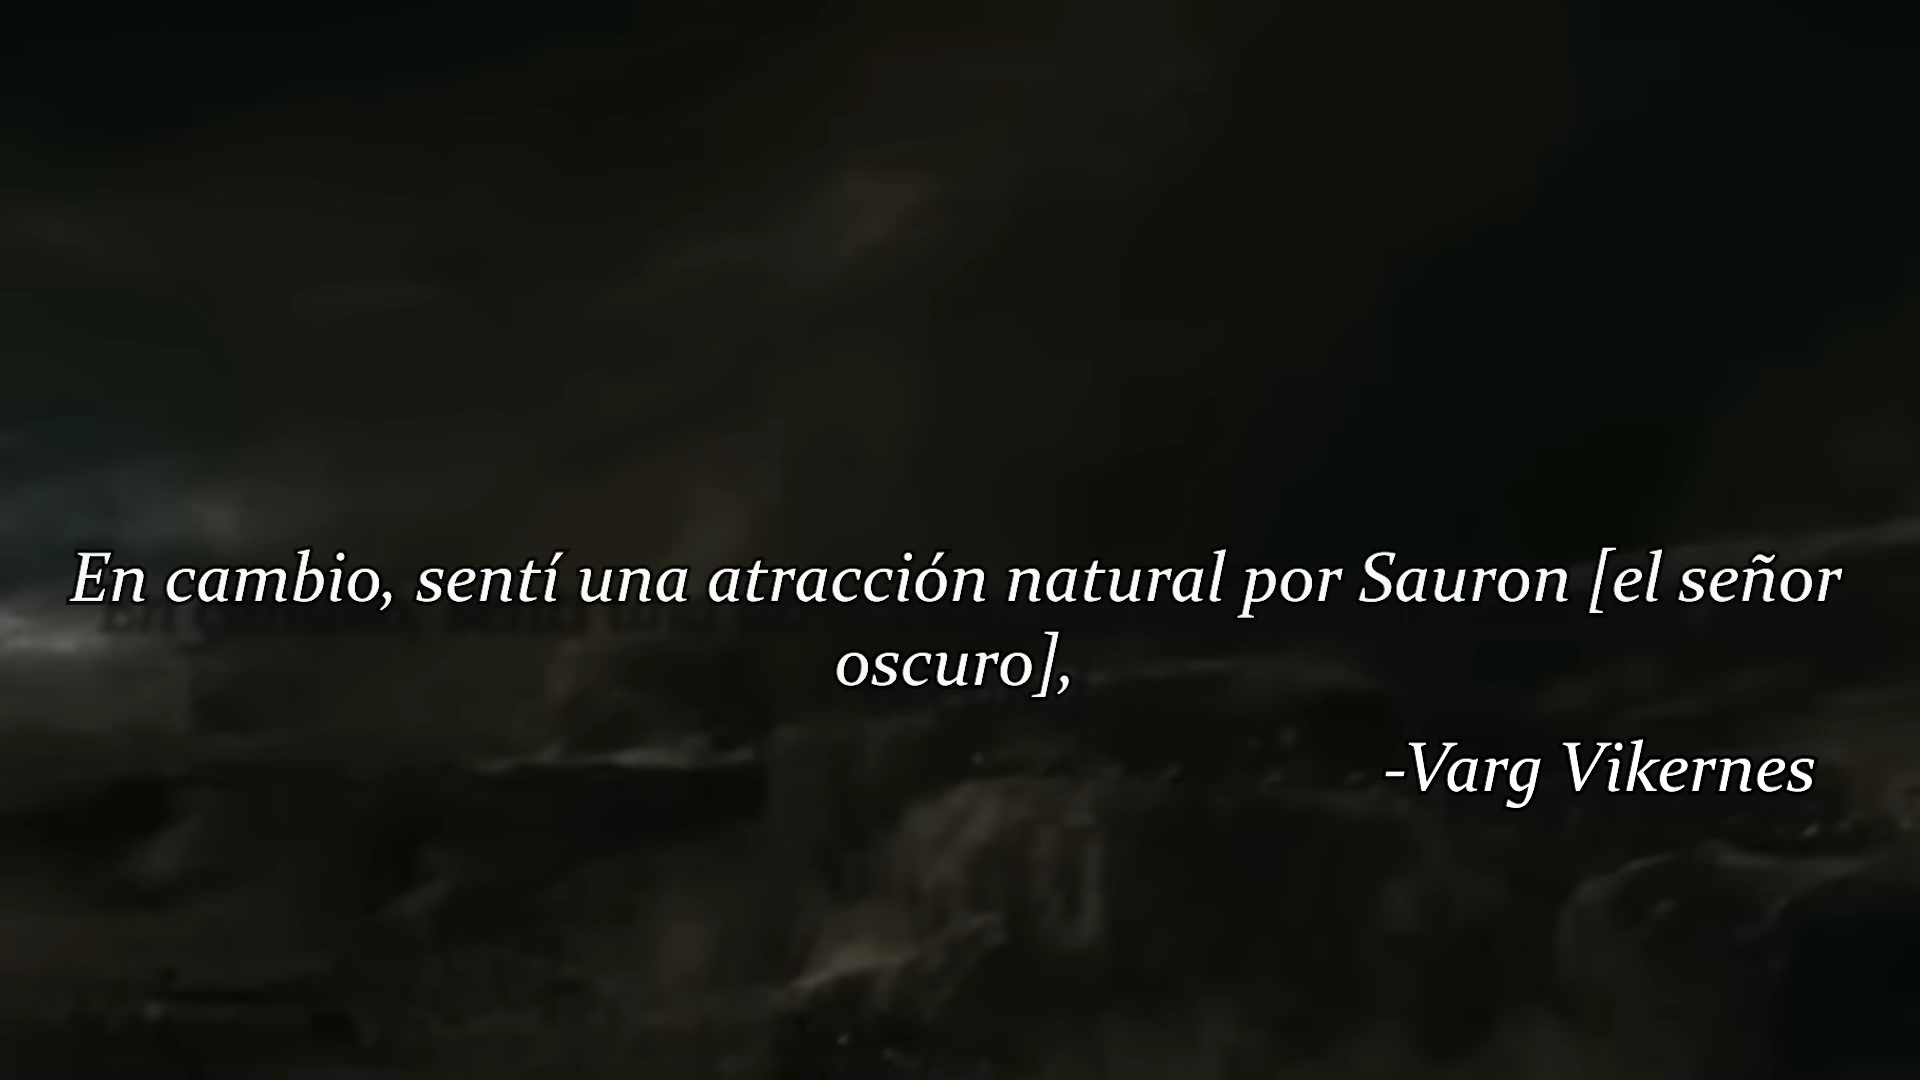 En cambio, sentí una atracción natural por Sauron [el señor
oscuro],
-Varg Vikernes